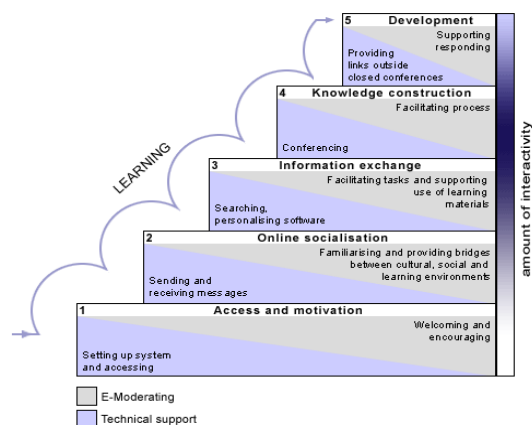 5 Development
Supporting
responding
Providing
links outside
closed conferences
4 Knowledge construction
Facilitating process
Conferencing
3 Information exchange
Facilitating tasks and supporting
use of learning
materials
Searching,
personalising software
2 Online socialisation
Familiarising and providing bridges
between cultural, social and
learning environments
Sending and
receiving messages
1 Access and motivation
Welcoming and
encouraging
Setting up system
and accessing
LEARNING
amount of interactivity
E-Moderating
Technical support